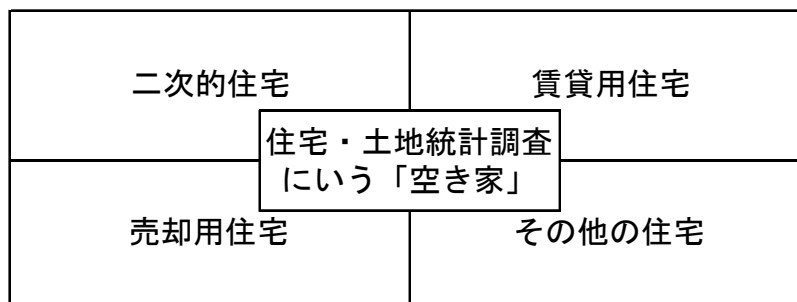 二次的住宅
賃貸用住宅
住宅・土地統計調査
にいう「空き家」
売却用住宅
その他の住宅